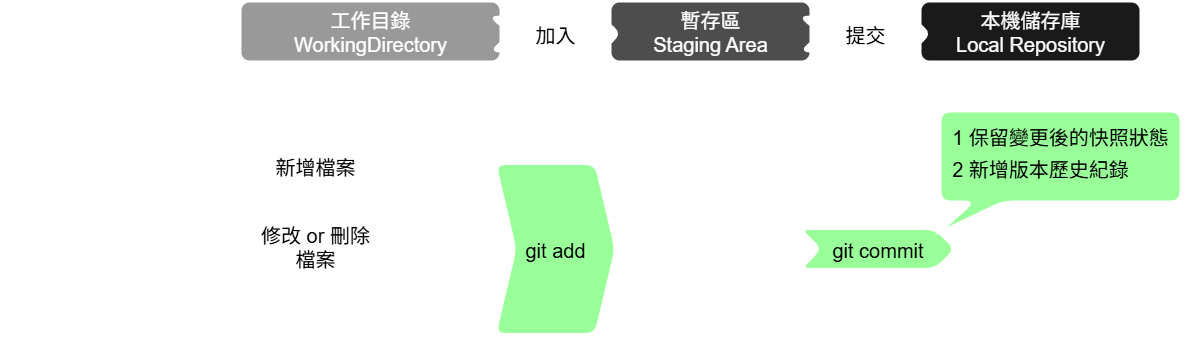 工作目錄
WorkingDirectory
加入
暫存區
Staging Area
提交
本機儲存庫
Local Repository
1 保留變更後的快照狀態
2 新增版本歷史紀錄
新增檔案
修改 or 刪除
檔案
git add
git commit